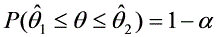 P(θ̂₁ ≤ θ ≤ θ̂₂) = 1 − α